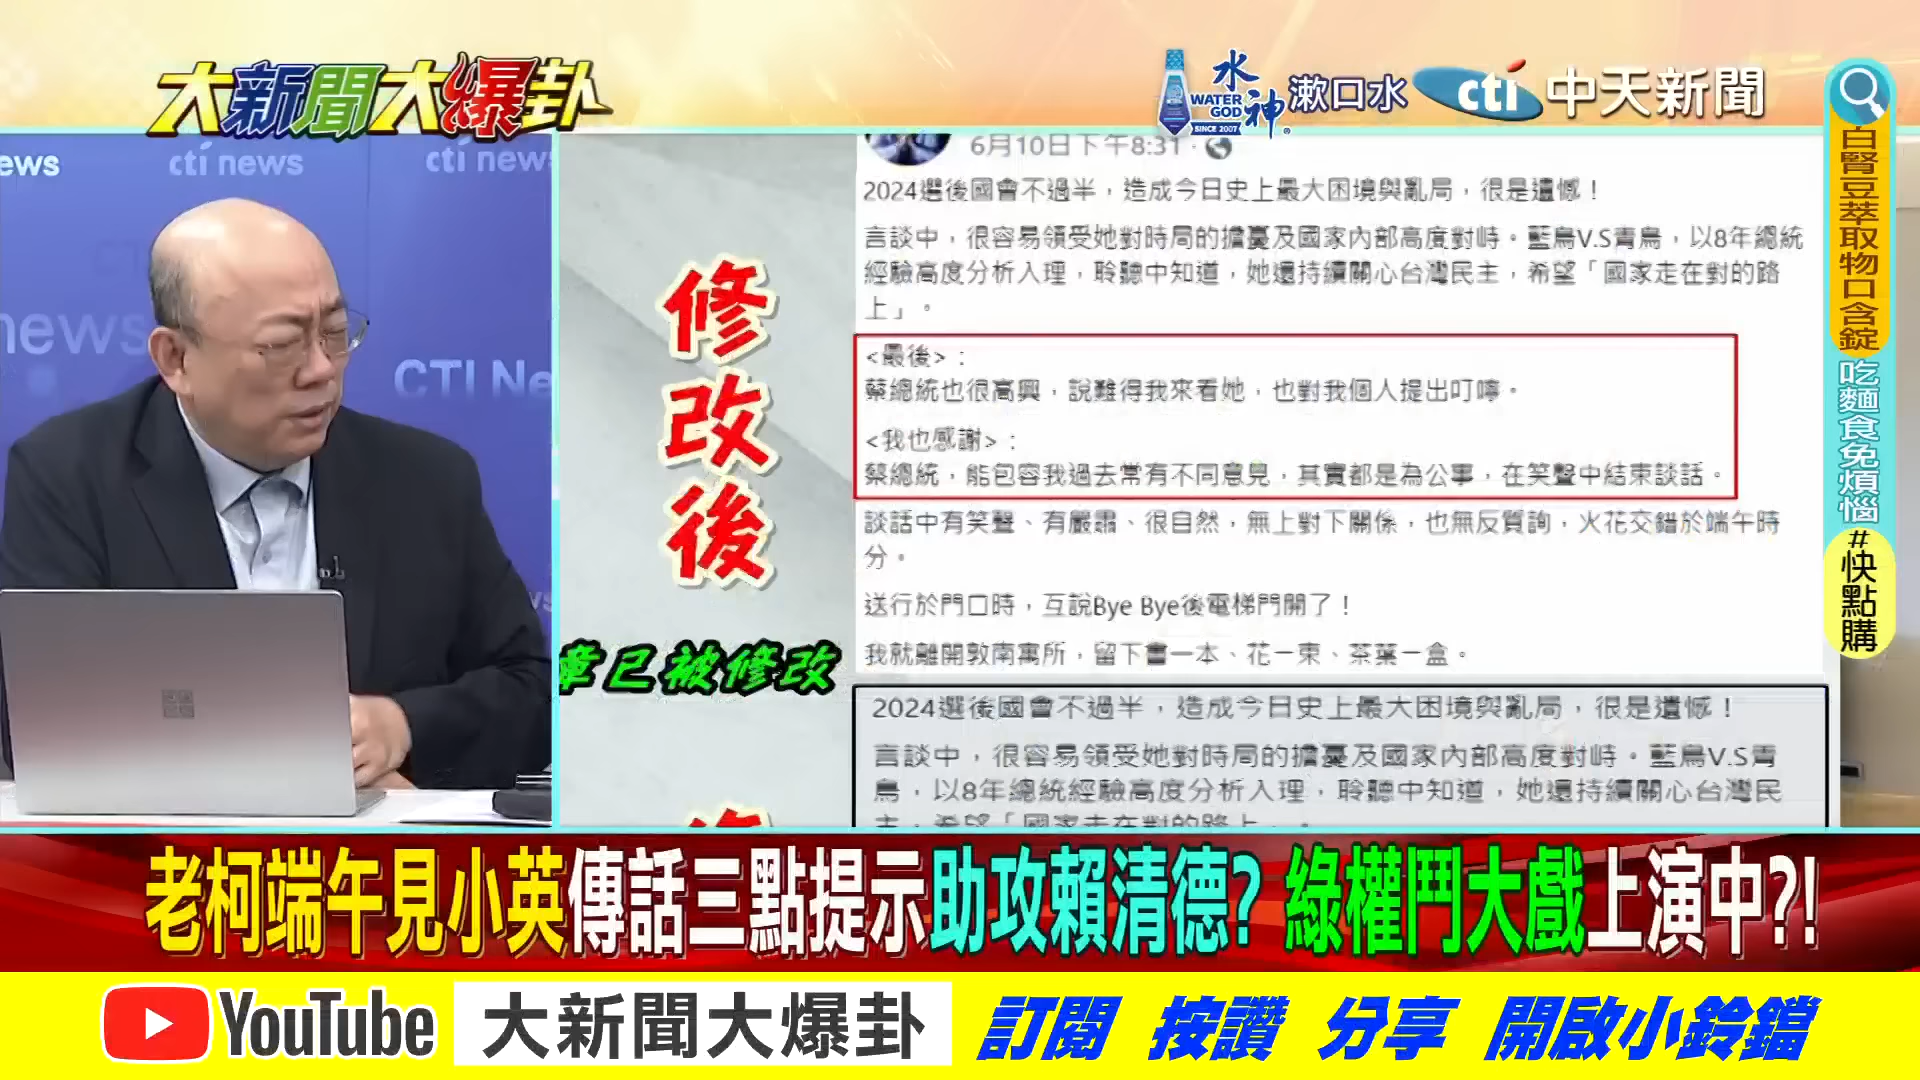 大新聞大爆卦
水神
WATER GOD
SINCE 2007
漱口水
cti 中天新聞
ews
cti news
cti news
news
CTI Ne
6月10日下午8:31
2024選後國會不過半，造成今日史上最大困境與亂局，很是遺憾！
言談中，很容易領受她對時局的擔憂及國家內部高度對峙。藍鳥V.S青鳥，以8年總統
經驗高度分析入理，聆聽中知道，她還持續關心台灣民主，希望「國家走在對的路
上」。
<最後>：
蔡總統也很高興，說難得我來看她，也對我個人提出叮嚀。
<我也感謝>：
蔡總統，能包容我過去常有不同意見，其實都是為公事，在笑聲中結束談話。
談話中有笑聲、有嚴肅、很自然，無上對下關係，也無反質詢，火花交錯於端午時
分。
送行於門口時，互說Bye Bye後電梯門開了！
我就離開敦南寓所，留下書一本、花一束、茶葉一盒。
修改後
章已被修改
2024選後國會不過半，造成今日史上最大困境與亂局，很是遺憾！
言談中，很容易領受她對時局的擔憂及國家內部高度對峙。藍鳥V.S青
鳥，以8年總統經驗高度分析入理，聆聽中知道，她還持續關心台灣民
主，希望「國家走在對的路上」。
白腎豆萃取物口含錠
吃麵食免煩惱
#快點購
老柯端午見小英傳話三點提示助攻賴清德? 綠權鬥大戲上演中?!
YouTube 大新聞大爆卦 訂閱 按讚 分享 開啟小鈴鐺